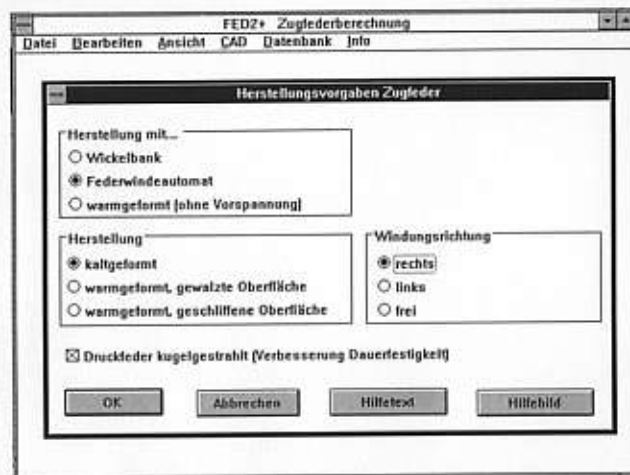 FED2+ Zugfederberechnung
Datei Bearbeiten Ansicht CAD Datenbank Info
Herstellungsvorgaben Zugfeder
Herstellung mit...
Wickelbank
Federwindeautomat
warmgeformt (ohne Vorspannung)
Herstellung
kaltgeformt
warmgeformt, gewalzte Oberfläche
warmgeformt, geschliffene Oberfläche
Windungsrichtung
rechts
links
frei
Druckfeder kugelgestrahlt (Verbesserung Dauerfestigkeit)
OK Abbrechen Hilfetext Hilfebild